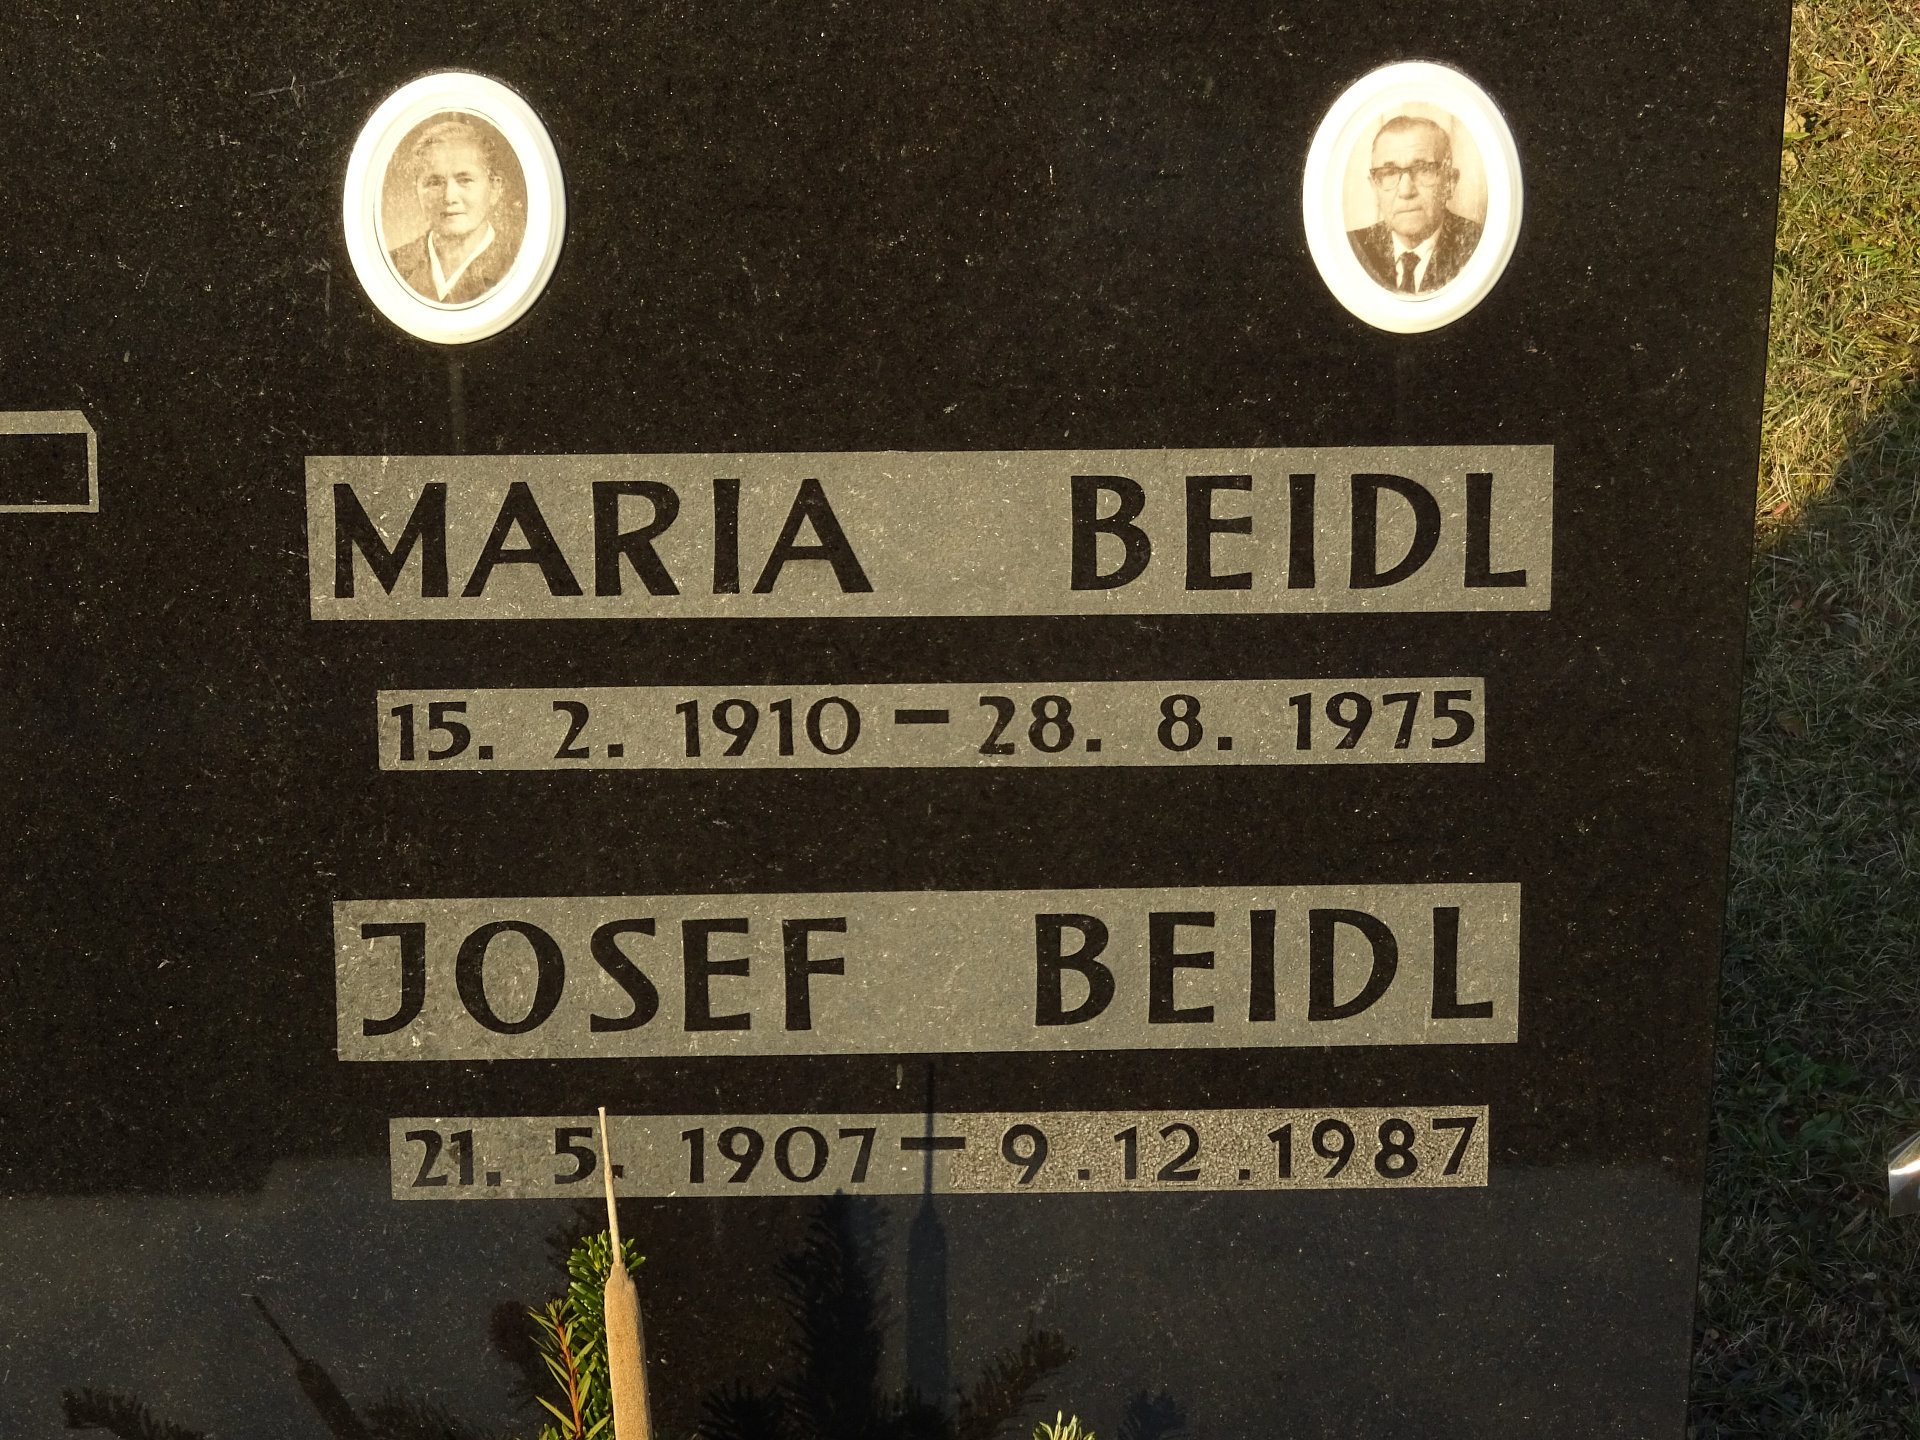 MARIA BEIDL
15. 2. 1910 – 28. 8. 1975
JOSEF BEIDL
21. 5. 1907 – 9. 12. 1987